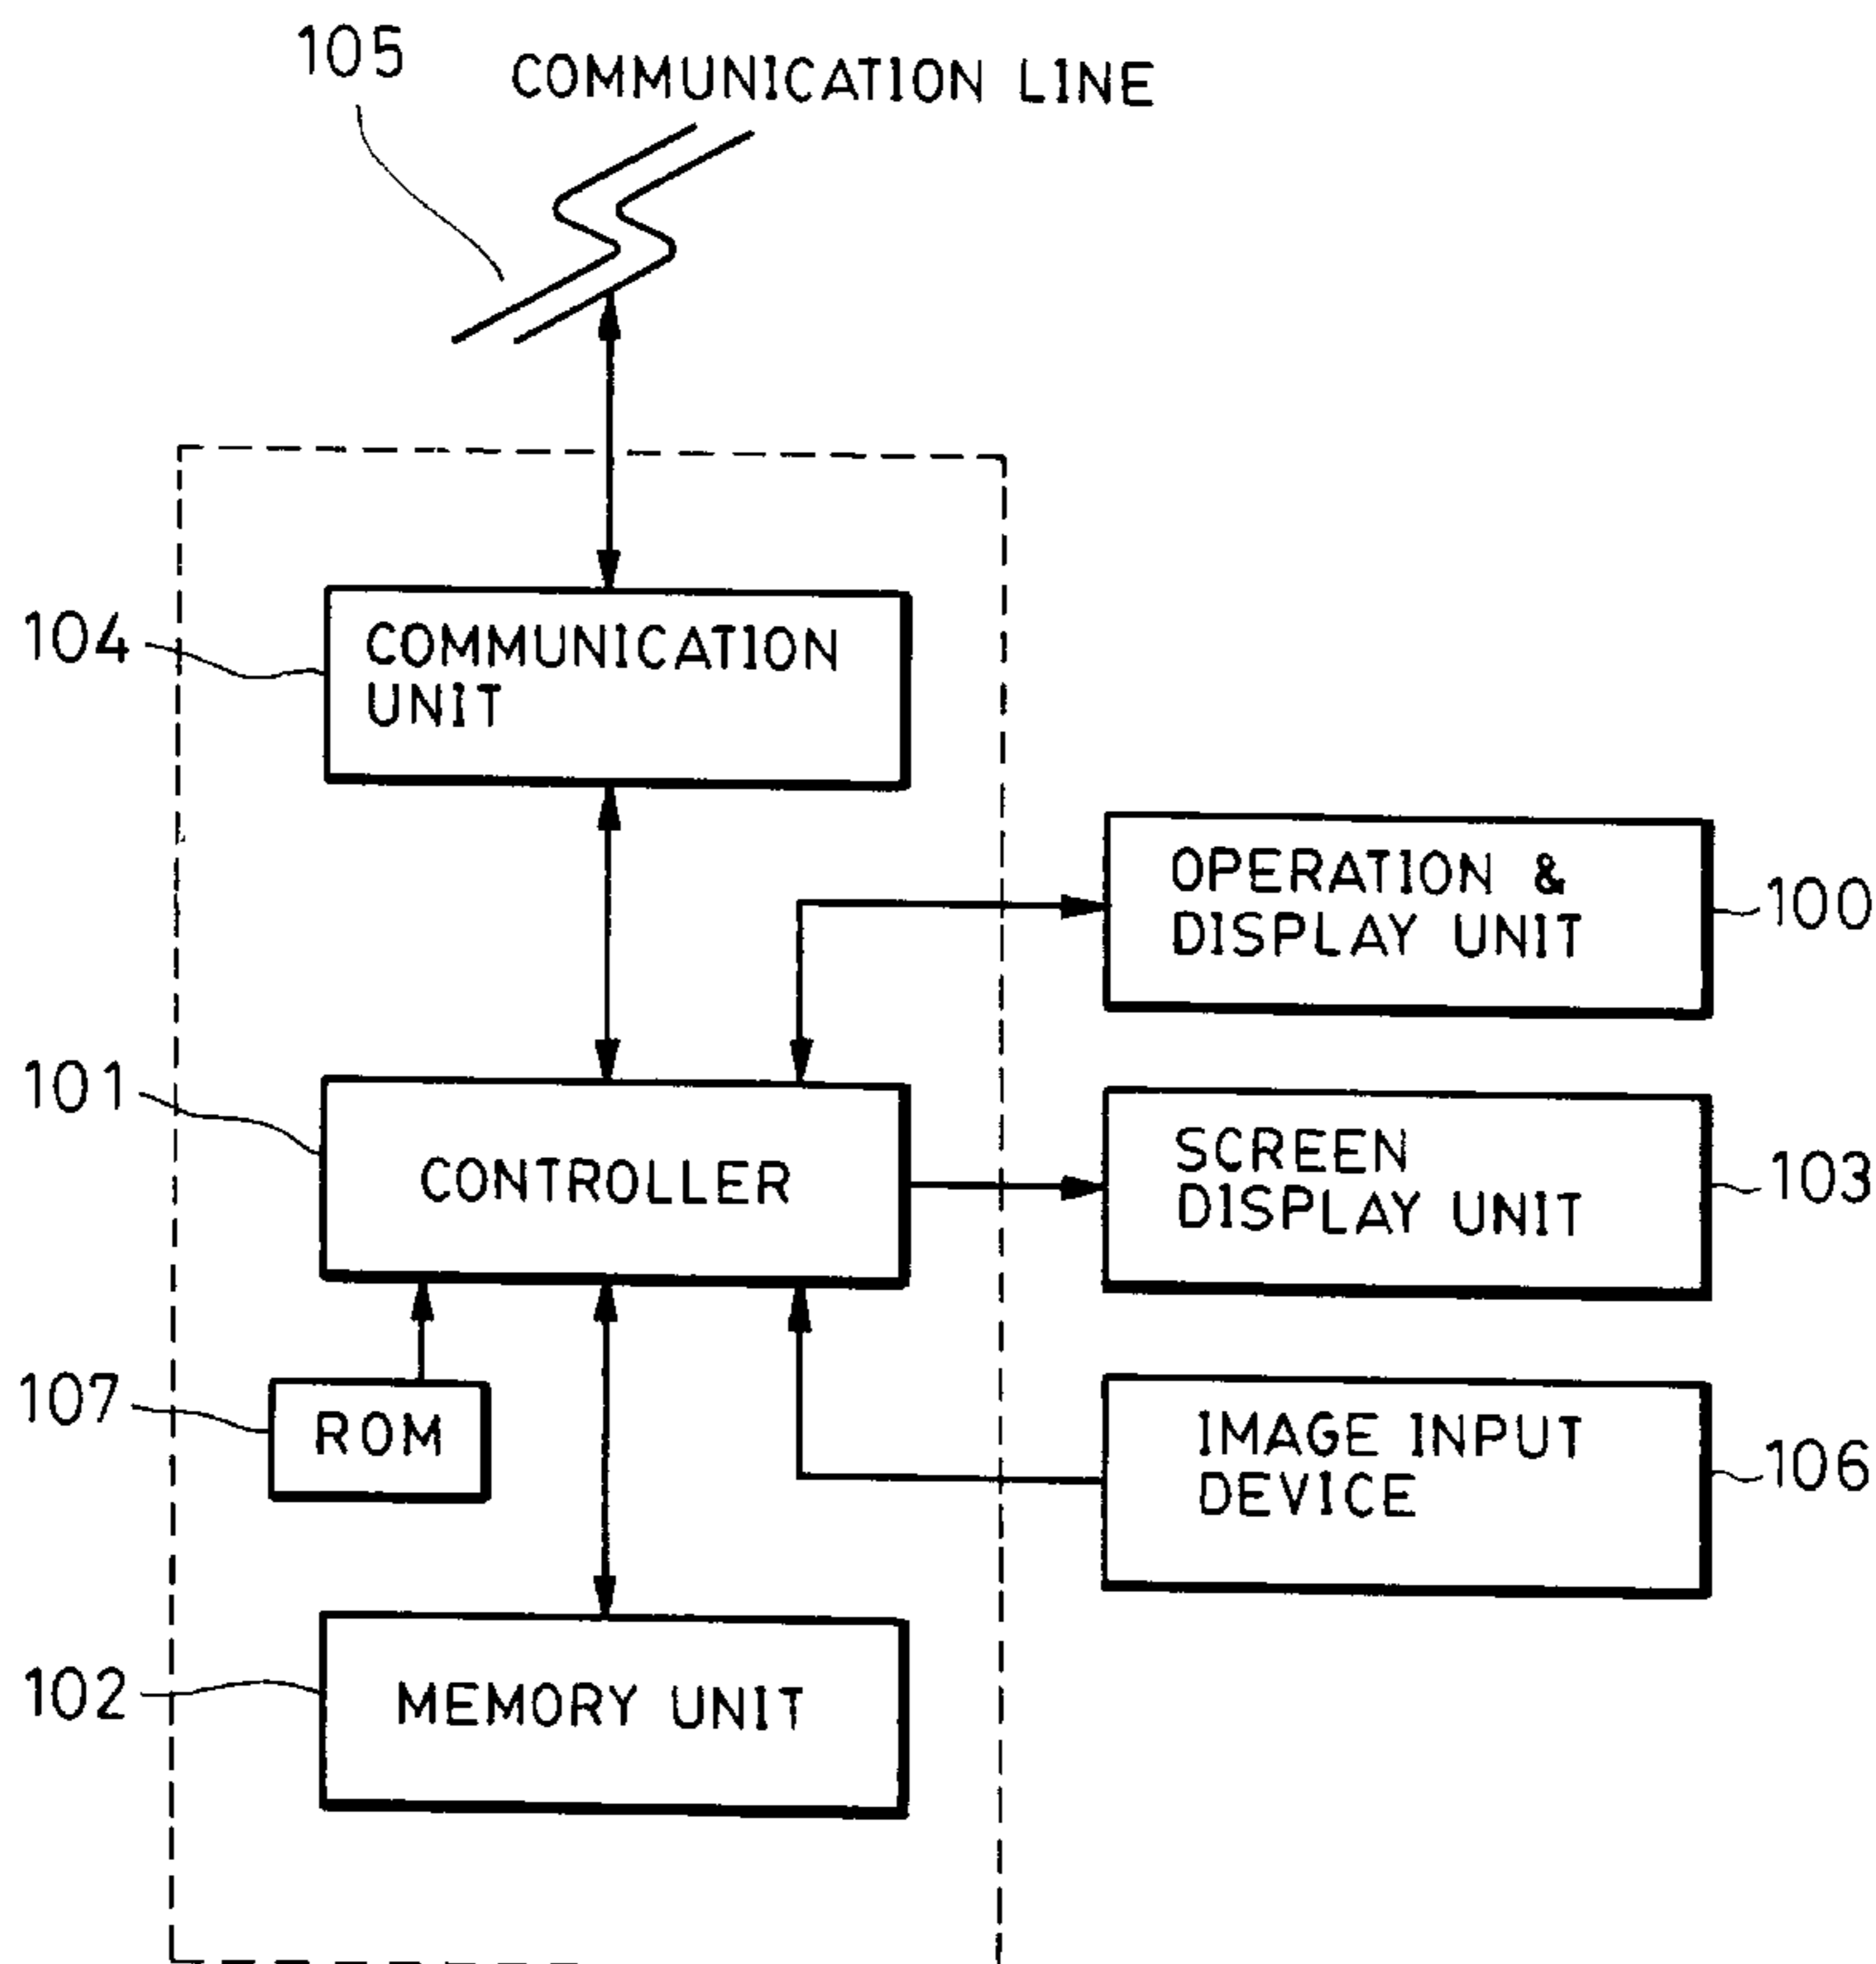 105
COMMUNICATION LINE
104
COMMUNICATION
UNIT
OPERATION &
DISPLAY UNIT
100
101
CONTROLLER
SCREEN
DISPLAY UNIT
103
107
ROM
IMAGE INPUT
DEVICE
106
102
MEMORY UNIT